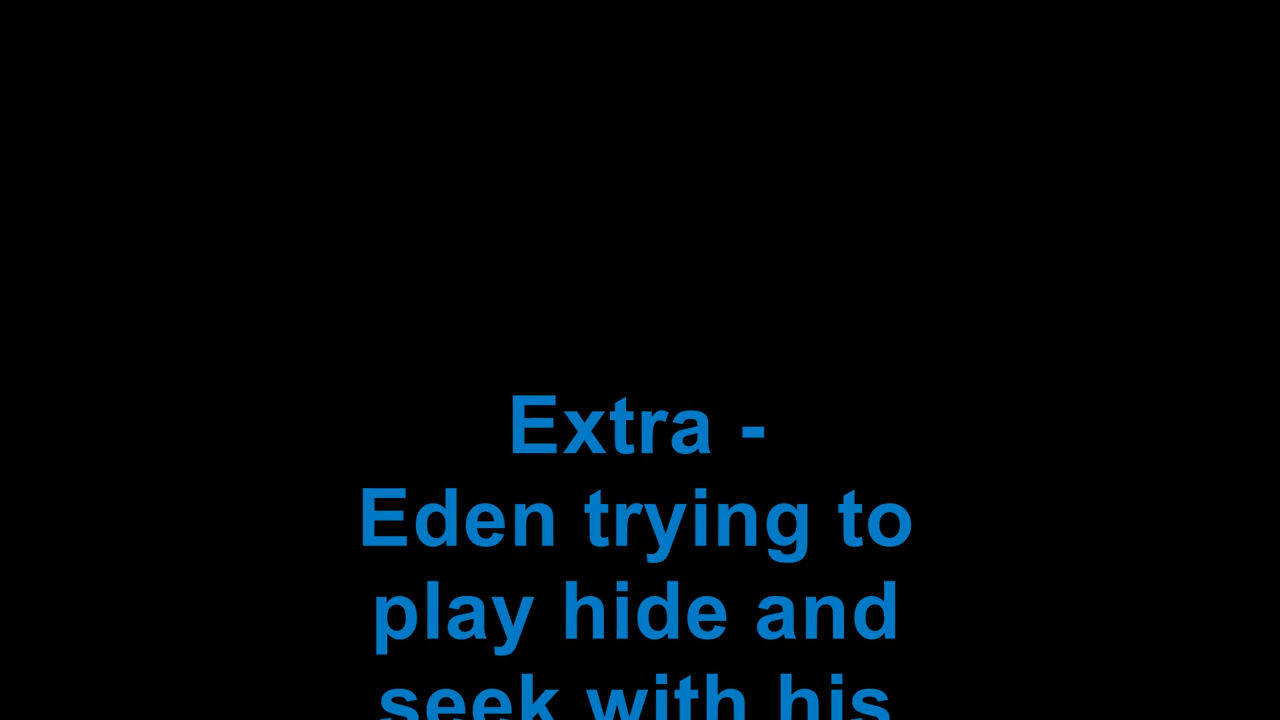 Extra -
Eden trying to
play hide and
seek with his